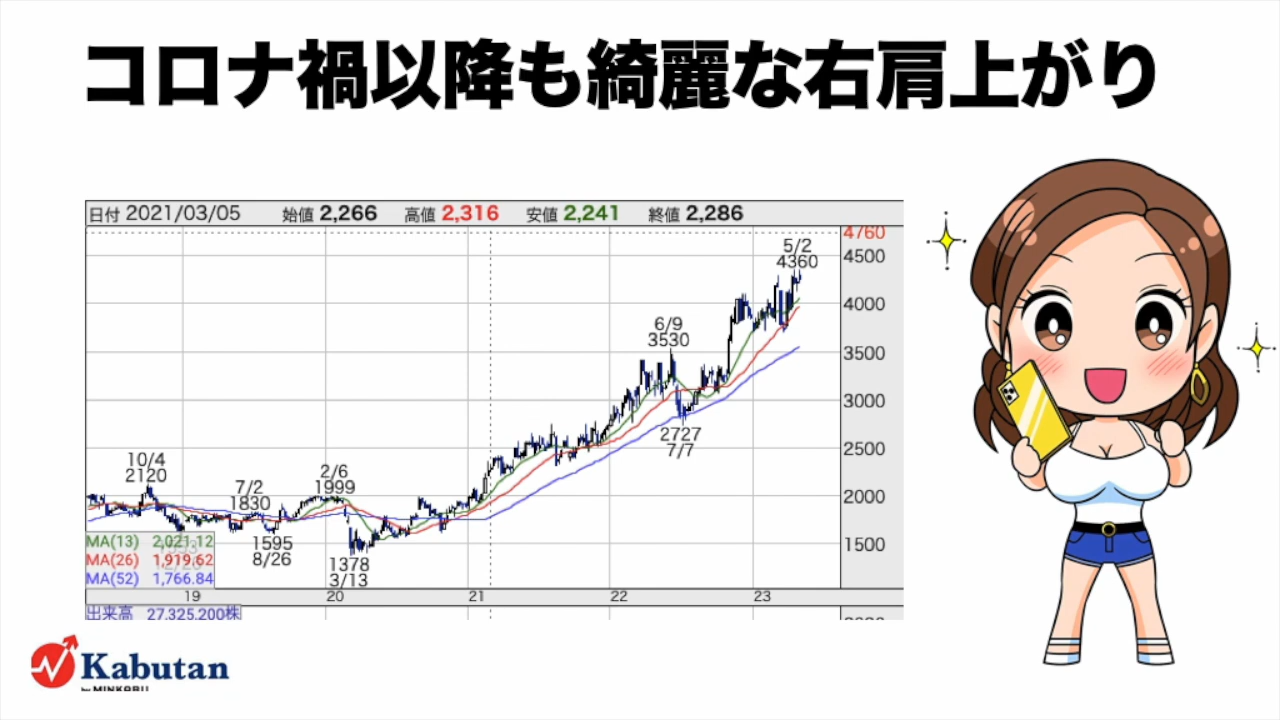 コロナ禍以降も綺麗な右肩上がり
日付 2021/03/05 始値 2,266 高値 2,316 安値 2,241 終値 2,286
4760
5/2
4360
4500
4000
6/9
3530
3500
3000
2727
7/7
2500
10/4
2120
7/2
1830
2/6
1999
2000
1595
8/26
1378
3/13
1500
MA(13) 2,021.12
MA(26) 1,919.62
MA(52) 1,766.84
19 20 21 22 23
出来高 27,325,200株
Kabutan
by MINKABU